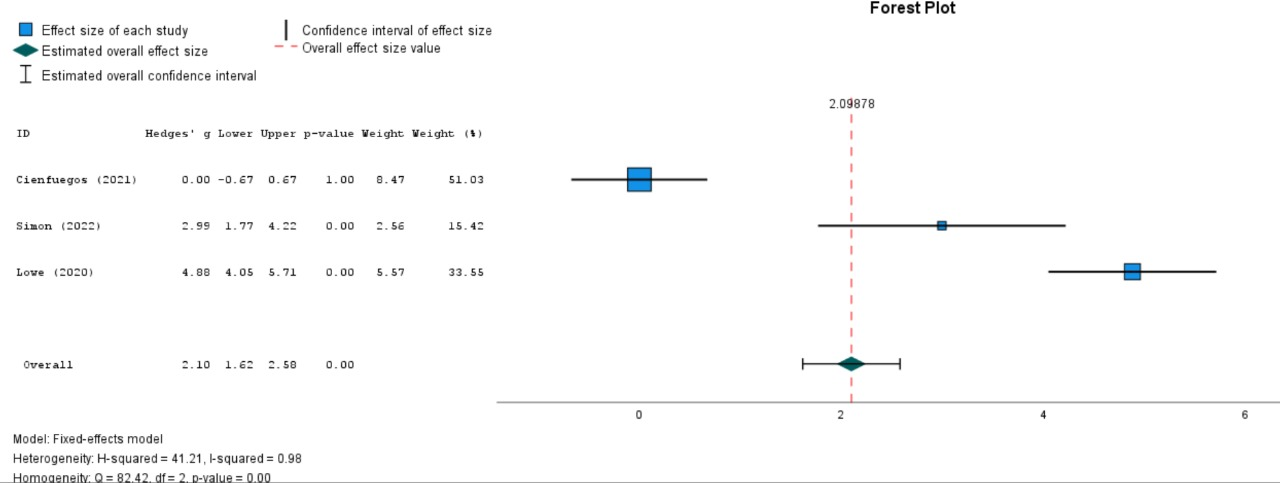 Forest Plot
Effect size of each study
Confidence interval of effect size
Estimated overall effect size
Overall effect size value
Estimated overall confidence interval
2.09878
ID Hedges' g Lower Upper p-value Weight Weight (%)
Cienfuegos (2021) 0.00 -0.67 0.67 1.00 8.47 51.03
Simon (2022) 2.99 1.77 4.22 0.00 2.56 15.42
Lowe (2020) 4.88 4.05 5.71 0.00 5.57 33.55
Overall 2.10 1.62 2.58 0.00
0 2 4 6
Model: Fixed-effects model
Heterogeneity: H-squared = 41.21, I-squared = 0.98
Homogeneity: Q = 82.42, df = 2, p-value = 0.00